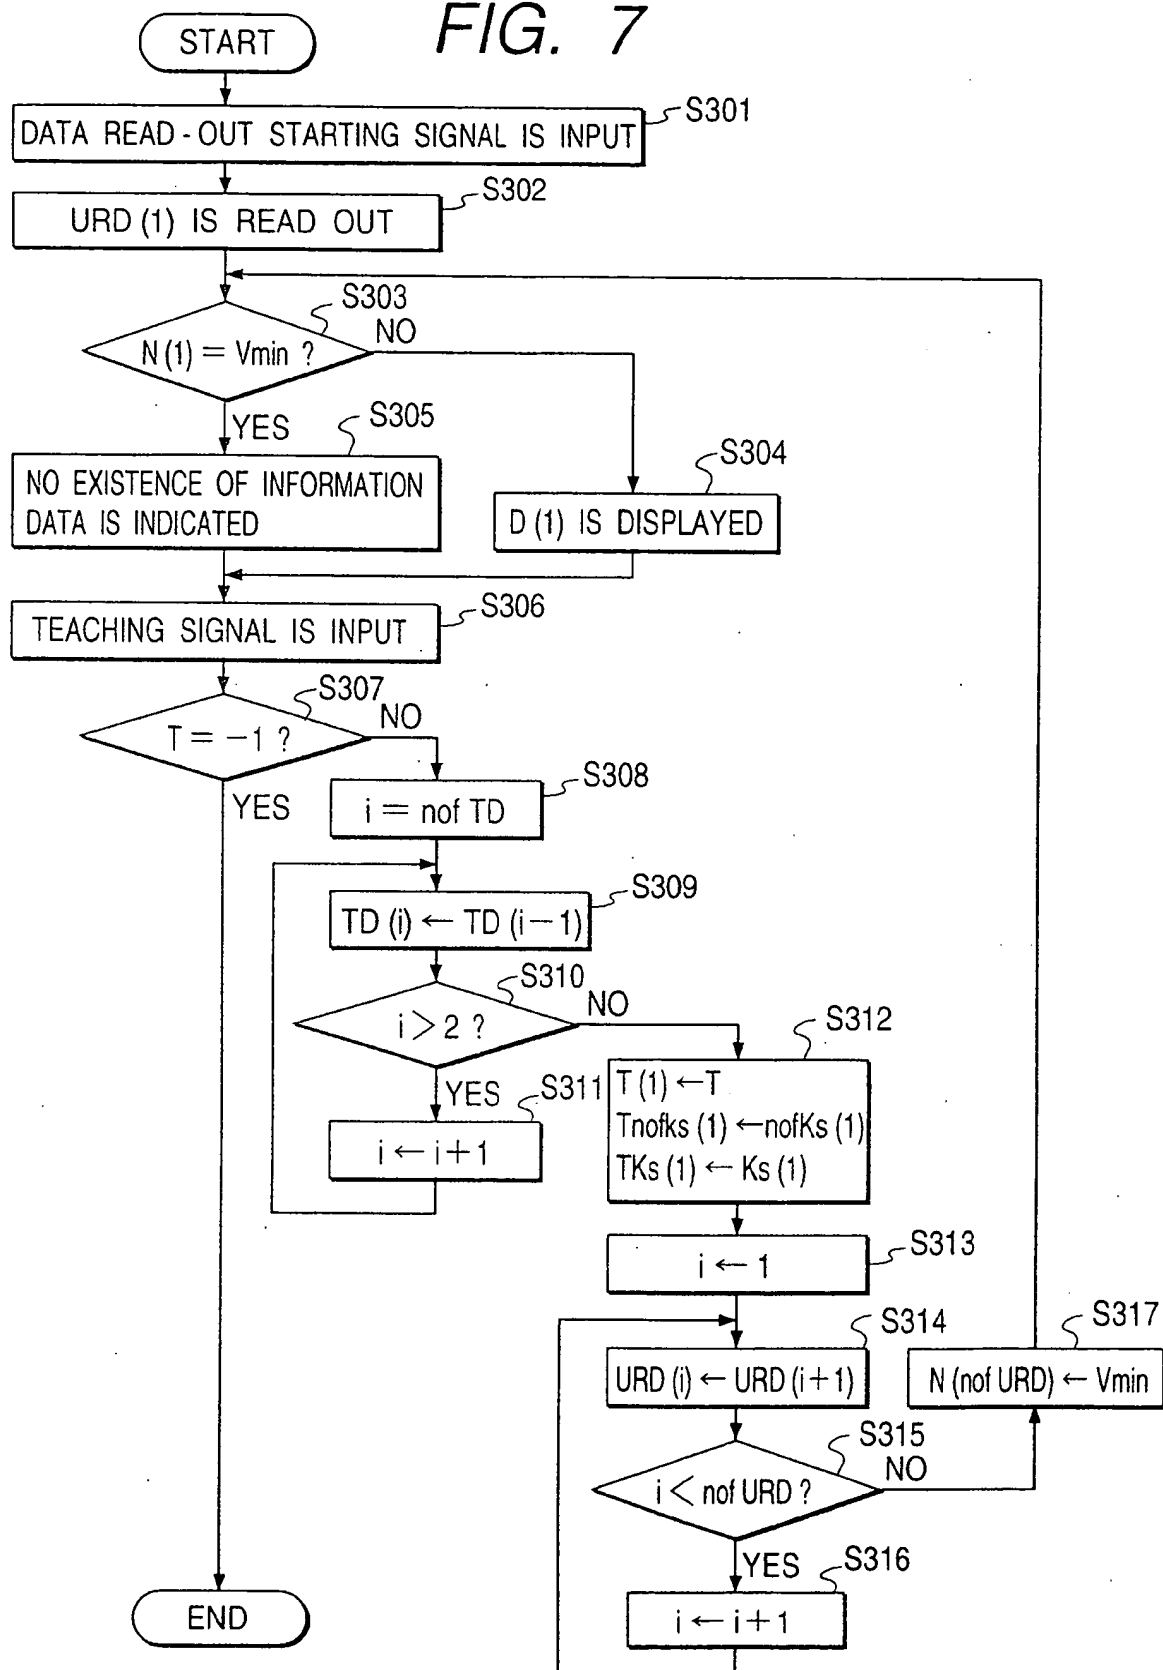 FIG. 7
START
S301
DATA READ-OUT STARTING SIGNAL IS INPUT
S302
URD (1) IS READ OUT
S303
N (1) = Vmin ?
NO
YES
S305
NO EXISTENCE OF INFORMATION
DATA IS INDICATED
S304
D (1) IS DISPLAYED
S306
TEACHING SIGNAL IS INPUT
S307
T = −1 ?
NO
YES
S308
i = nof TD
S309
TD (i) ← TD (i−1)
S310
i > 2 ?
NO
YES
S311
i ← i+1
S312
T (1) ← T
Tnofks (1) ← nofKs (1)
TKs (1) ← Ks (1)
S313
i ← 1
S314
URD (i) ← URD (i+1)
S317
N (nof URD) ← Vmin
S315
i < nof URD ?
NO
YES
S316
i ← i+1
END